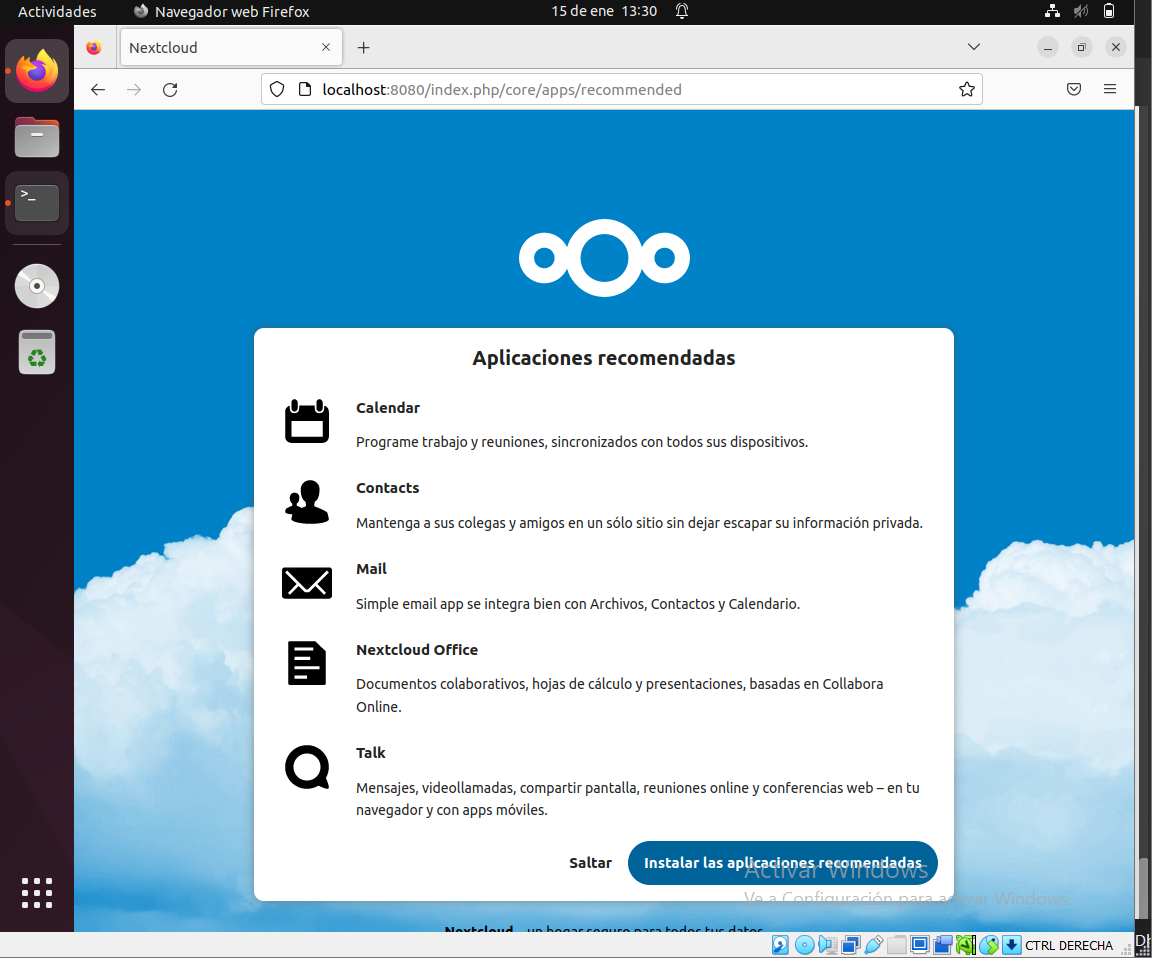 Actividades
Navegador web Firefox
15 de ene 13:30
Nextcloud
localhost:8080/index.php/core/apps/recommended
Aplicaciones recomendadas
Calendar
Programe trabajo y reuniones, sincronizados con todos sus dispositivos.
Contacts
Mantenga a sus colegas y amigos en un sólo sitio sin dejar escapar su información privada.
Mail
Simple email app se integra bien con Archivos, Contactos y Calendario.
Nextcloud Office
Documentos colaborativos, hojas de cálculo y presentaciones, basadas en Collabora
Online.
Talk
Mensajes, videollamadas, compartir pantalla, reuniones online y conferencias web – en tu
navegador y con apps móviles.
Saltar
Instalar las aplicaciones recomendadas
Activar Windows
Ve a Configuración para activar Windows.
Nextcloud – un hogar seguro para todos tus datos
CTRL DERECHA